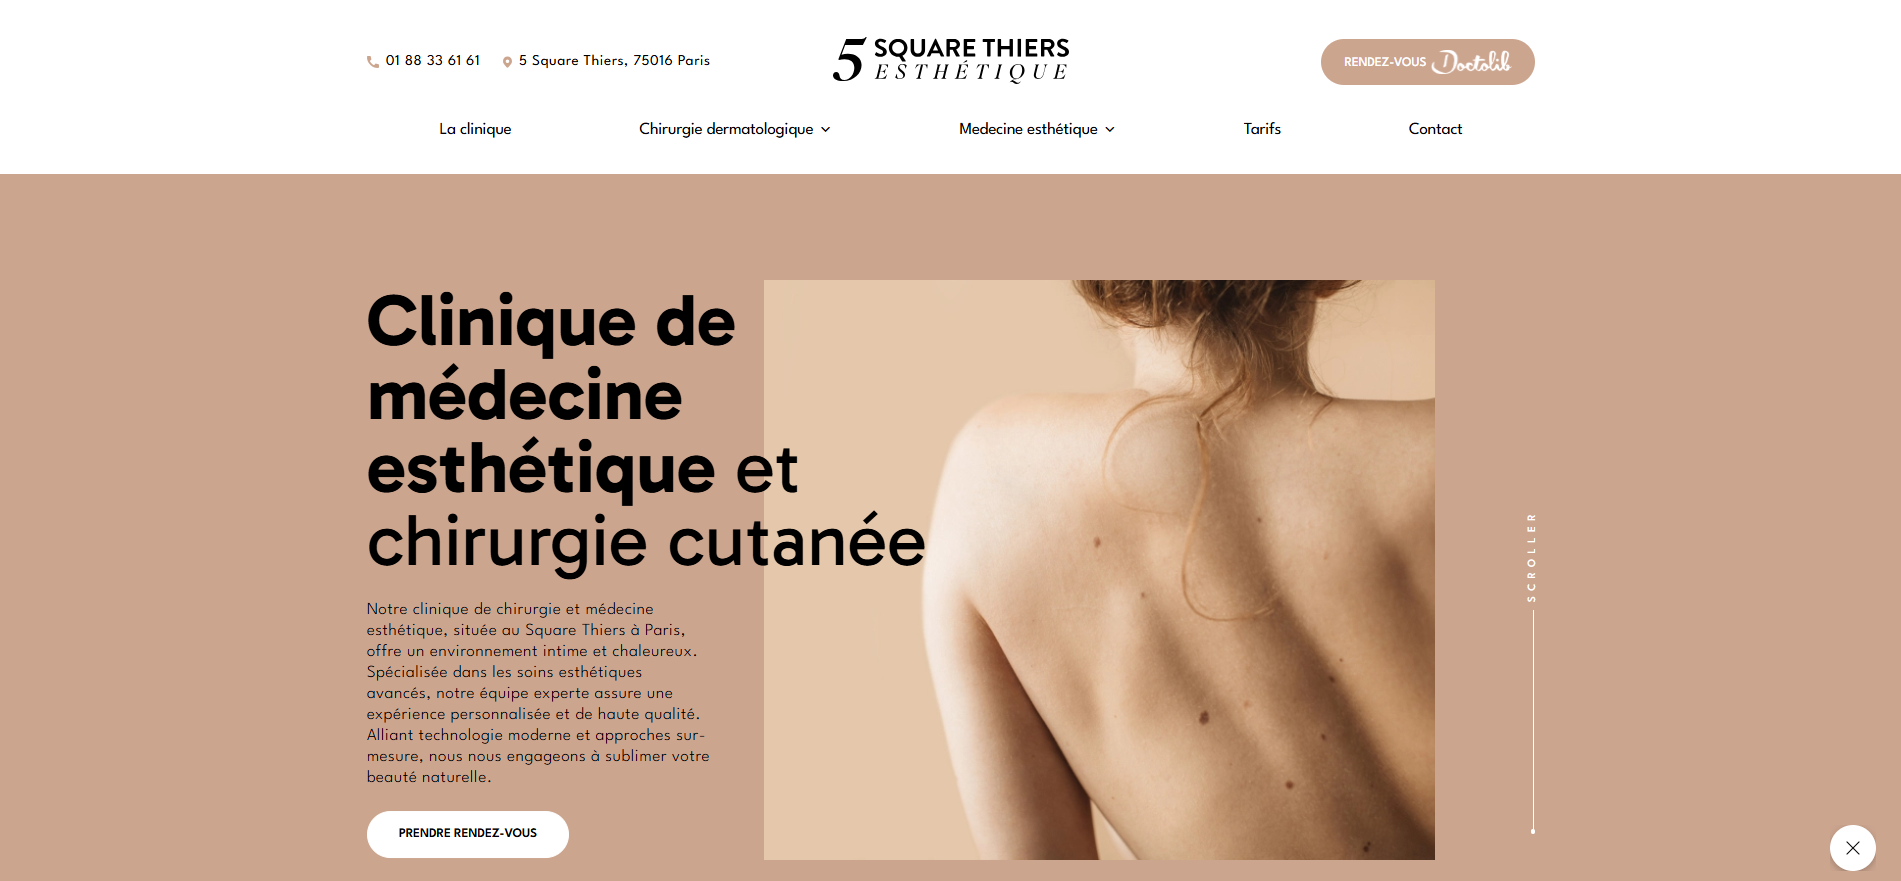 01 88 33 61 61
5 Square Thiers, 75016 Paris
5 SQUARE THIERS
ESTHÉTIQUE
RENDEZ-VOUS Doctolib
La clinique
Chirurgie dermatologique
Medecine esthétique
Tarifs
Contact
Clinique de
médecine
esthétique et
chirurgie cutanée
Notre clinique de chirurgie et médecine
esthétique, située au Square Thiers à Paris,
offre un environnement intime et chaleureux.
Spécialisée dans les soins esthétiques
avancés, notre équipe experte assure une
expérience personnalisée et de haute qualité.
Alliant technologie moderne et approches sur-
mesure, nous nous engageons à sublimer votre
beauté naturelle.
PRENDRE RENDEZ-VOUS
SCROLLER